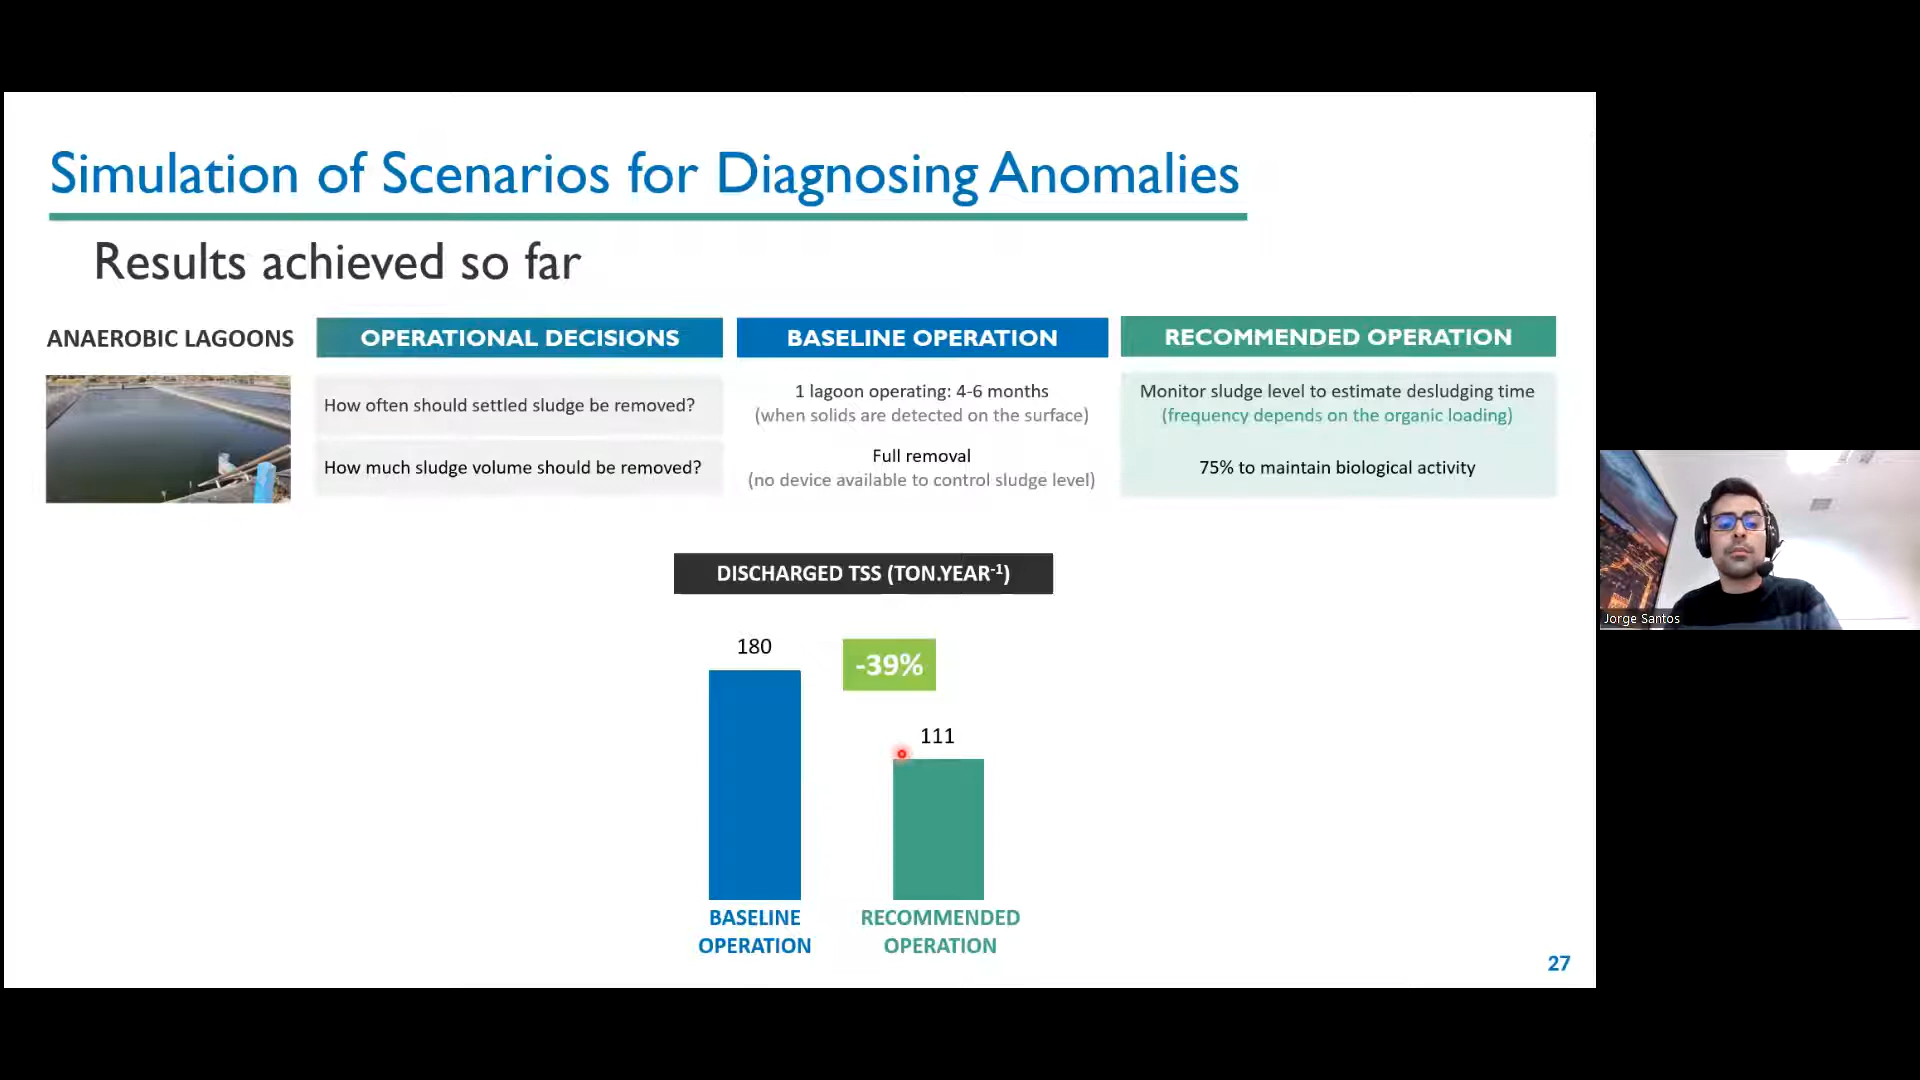 Simulation of Scenarios for Diagnosing Anomalies
Results achieved so far
ANAEROBIC LAGOONS
OPERATIONAL DECISIONS
BASELINE OPERATION
RECOMMENDED OPERATION
How often should settled sludge be removed?
1 lagoon operating: 4-6 months
(when solids are detected on the surface)
Monitor sludge level to estimate desludging time
(frequency depends on the organic loading)
How much sludge volume should be removed?
Full removal
(no device available to control sludge level)
75% to maintain biological activity
DISCHARGED TSS (TON.YEAR⁻¹)
180
-39%
111
BASELINE
OPERATION
RECOMMENDED
OPERATION
27
Jorge Santos